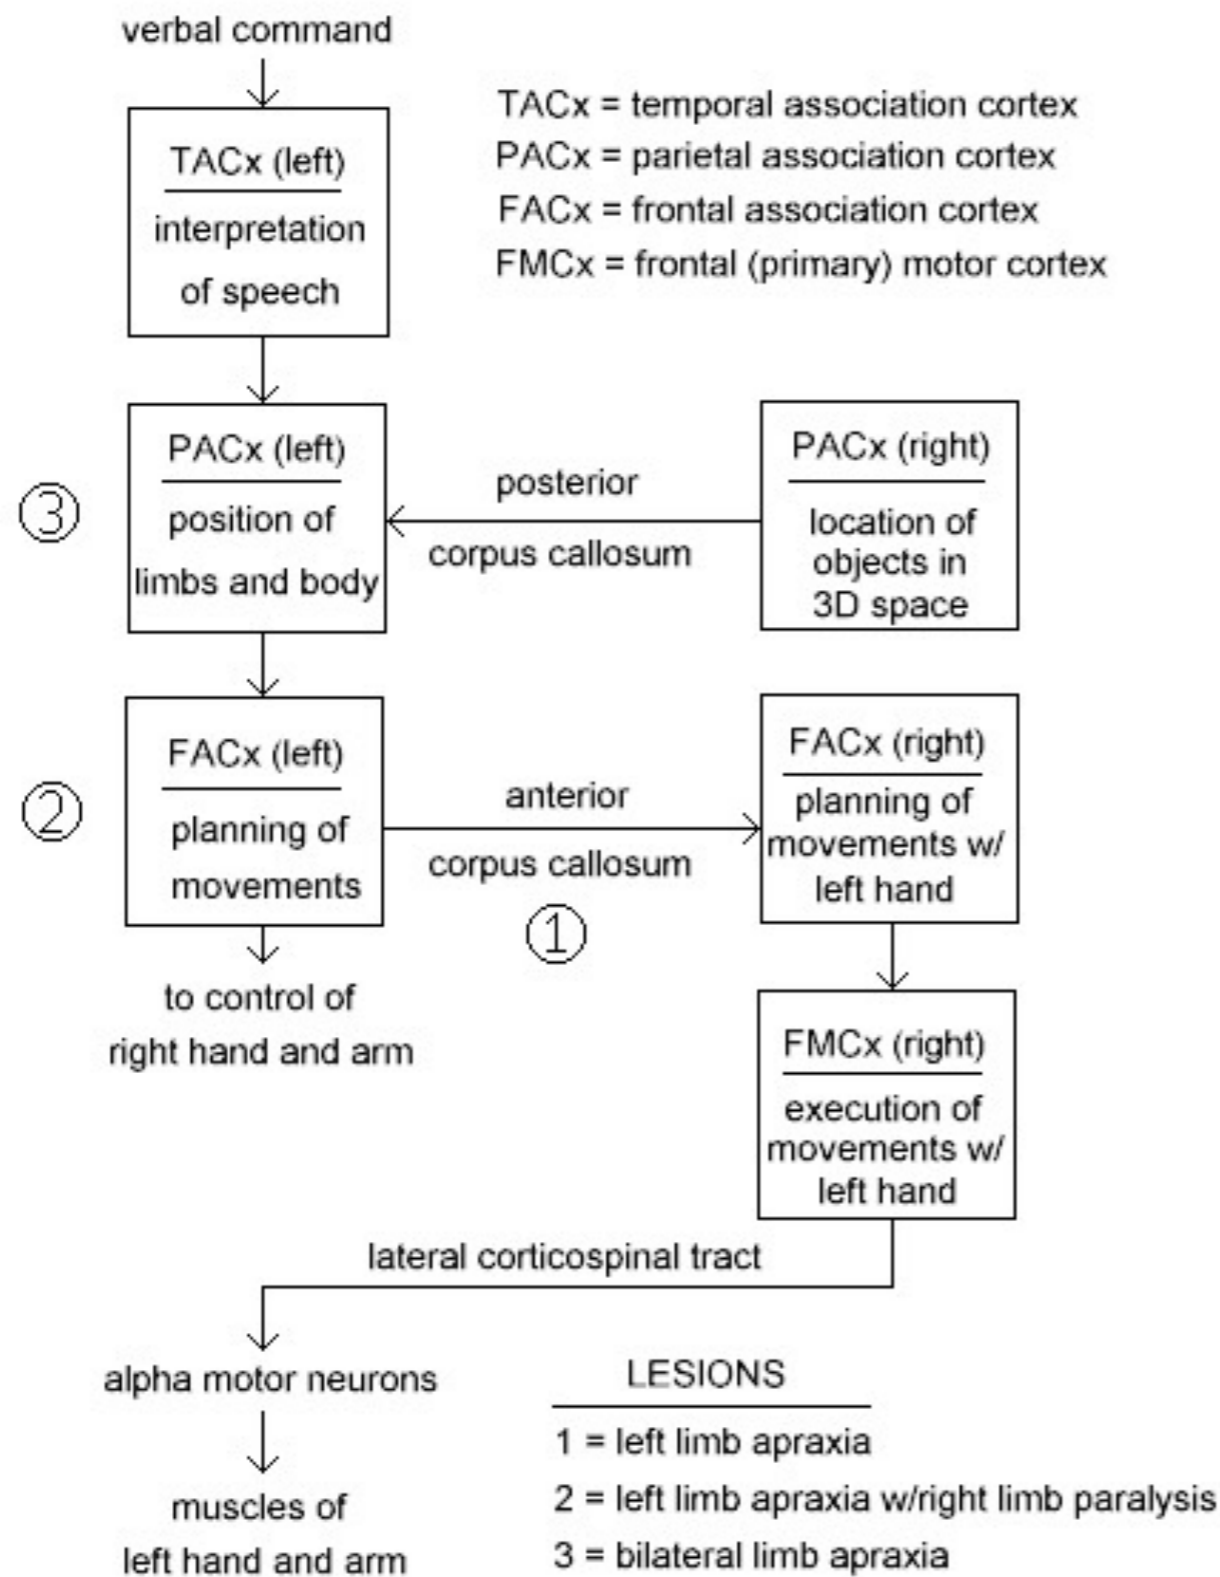 verbal command
TACx (left)
interpretation
of speech
TACx = temporal association cortex
PACx = parietal association cortex
FACx = frontal association cortex
FMCx = frontal (primary) motor cortex
③
PACx (left)
position of
limbs and body
posterior
corpus callosum
PACx (right)
location of
objects in
3D space
②
FACx (left)
planning of
movements
anterior
corpus callosum
①
FACx (right)
planning of
movements w/
left hand
to control of
right hand and arm
FMCx (right)
execution of
movements w/
left hand
lateral corticospinal tract
alpha motor neurons
muscles of
left hand and arm
LESIONS
1 = left limb apraxia
2 = left limb apraxia w/right limb paralysis
3 = bilateral limb apraxia